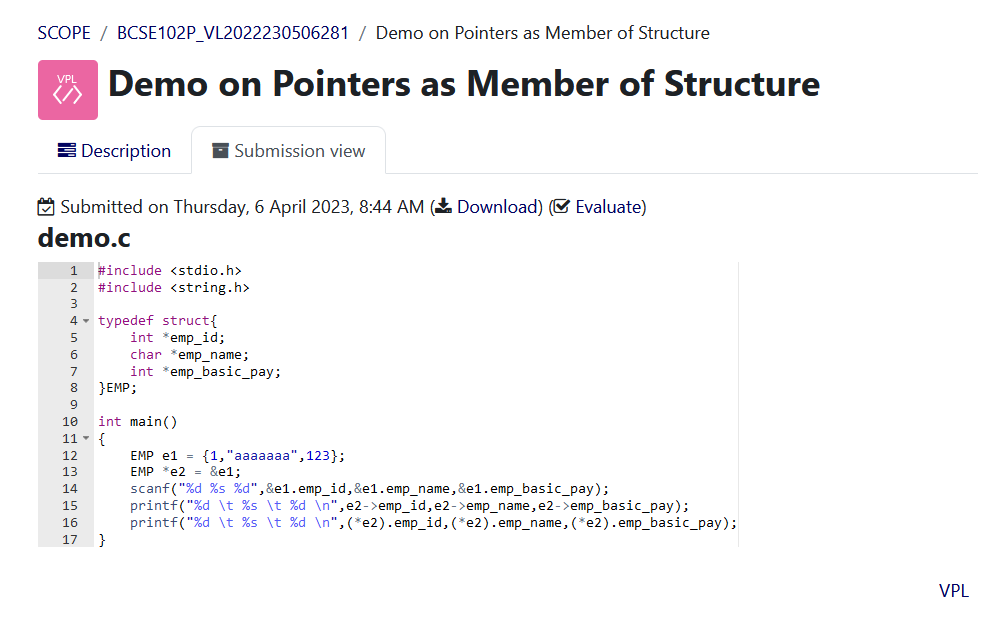 SCOPE / BCSE102P_VL2022230506281 / Demo on Pointers as Member of Structure
VPL
Demo on Pointers as Member of Structure
Description
Submission view
Submitted on Thursday, 6 April 2023, 8:44 AM (Download) (Evaluate)
demo.c
1 #include <stdio.h>
2 #include <string.h>
3
4 typedef struct{
5     int *emp_id;
6     char *emp_name;
7     int *emp_basic_pay;
8 }EMP;
9
10 int main()
11 {
12     EMP e1 = {1,"aaaaaaa",123};
13     EMP *e2 = &e1;
14     scanf("%d %s %d",&e1.emp_id,&e1.emp_name,&e1.emp_basic_pay);
15     printf("%d \t %s \t %d \n",e2->emp_id,e2->emp_name,e2->emp_basic_pay);
16     printf("%d \t %s \t %d \n",(*e2).emp_id,(*e2).emp_name,(*e2).emp_basic_pay);
17 }
VPL